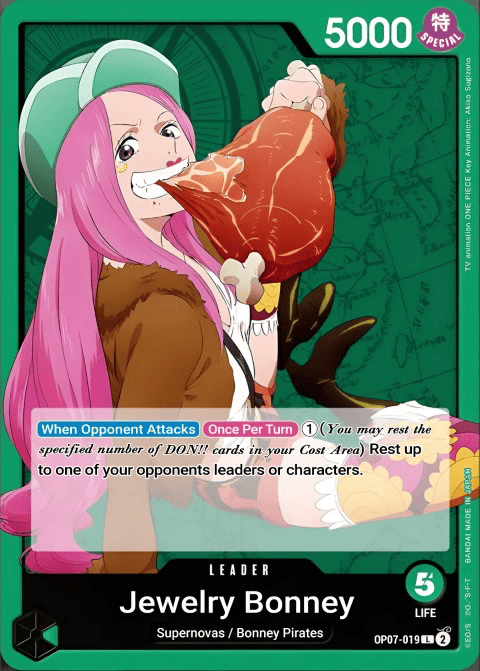 5000
特
SPECIAL
TV animation ONE PIECE Key Animation: Akiko Sugizono
When Opponent Attacks Once Per Turn ① (You may rest the
specified number of DON!! cards in your Cost Area) Rest up
to one of your opponents leaders or characters.
BANDAI MADE IN JAPAN
©EO/S ©O/S·F·T
LEADER
5
Jewelry Bonney
LIFE
Supernovas / Bonney Pirates
OP07-019 L 2